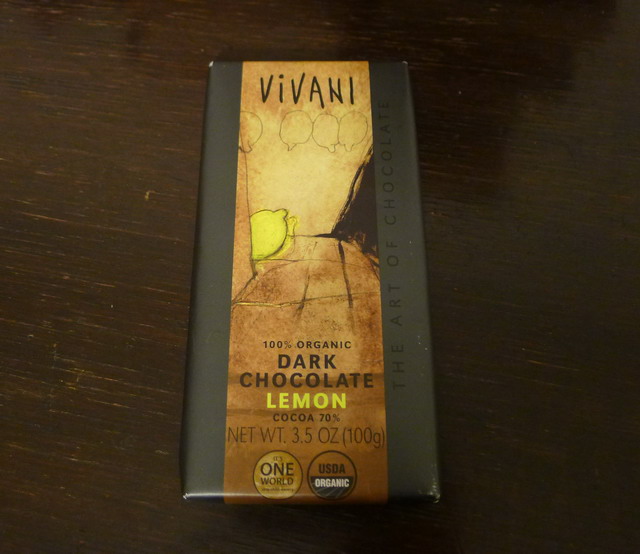 ViVANI
THE ART OF CHOCOLATE
100% ORGANIC
DARK
CHOCOLATE
LEMON
COCOA 70%
NET WT. 3.5 OZ (100g)
IT'S
ONE
WORLD
USDA
ORGANIC